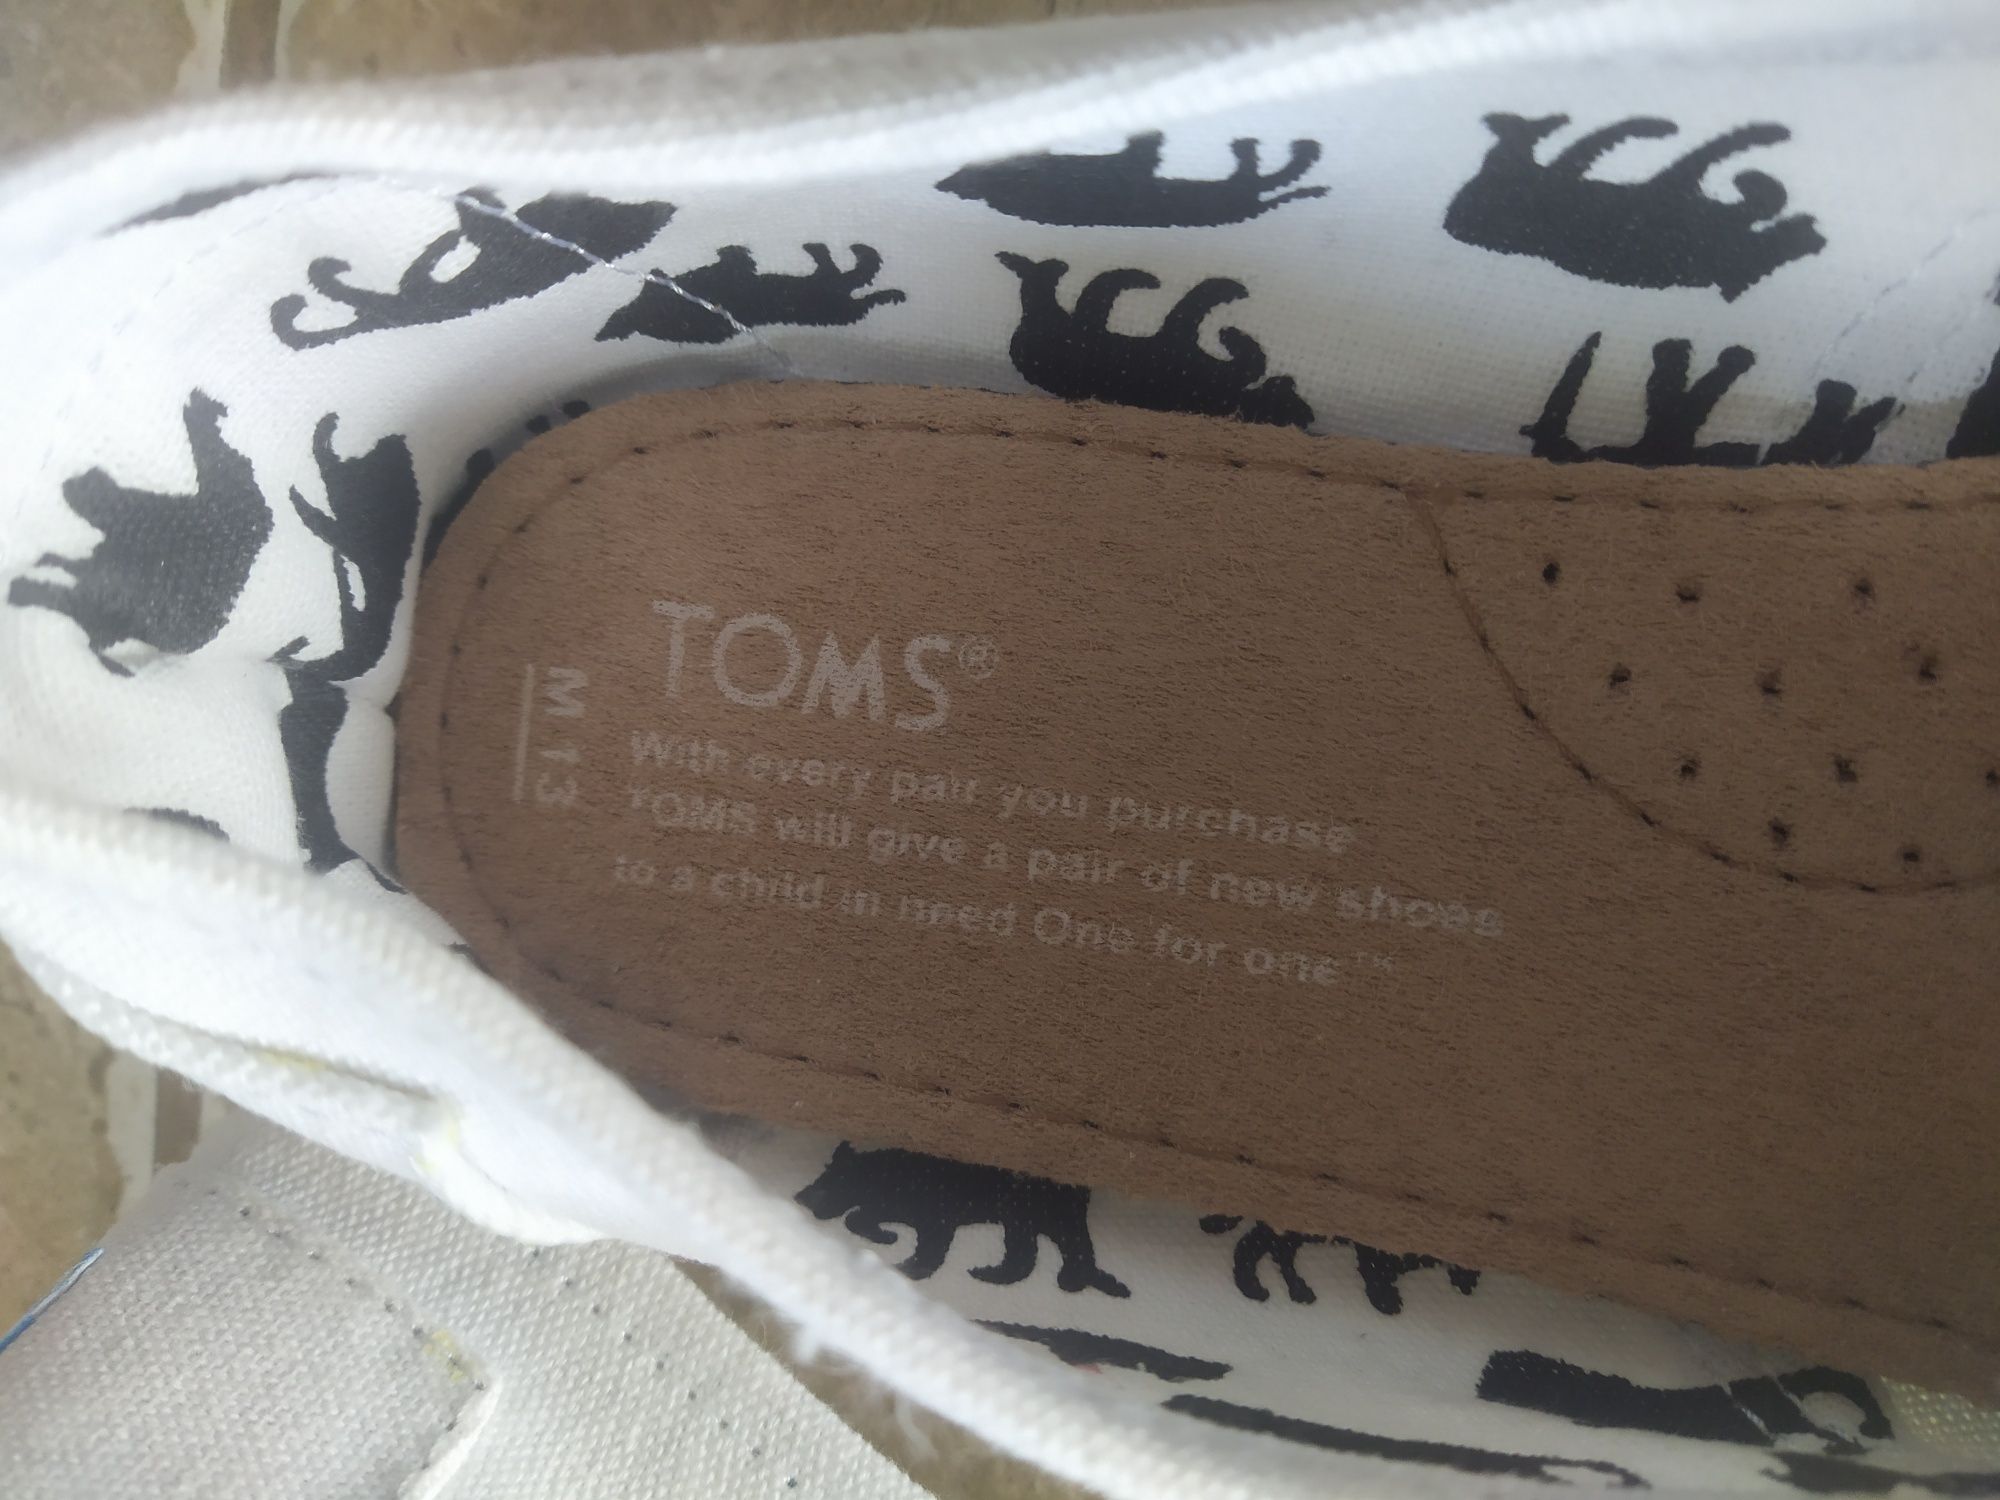 TOMS®
With every pair you purchase
TOMS will give a pair of new shoes
to a child in need One for one™
M 13